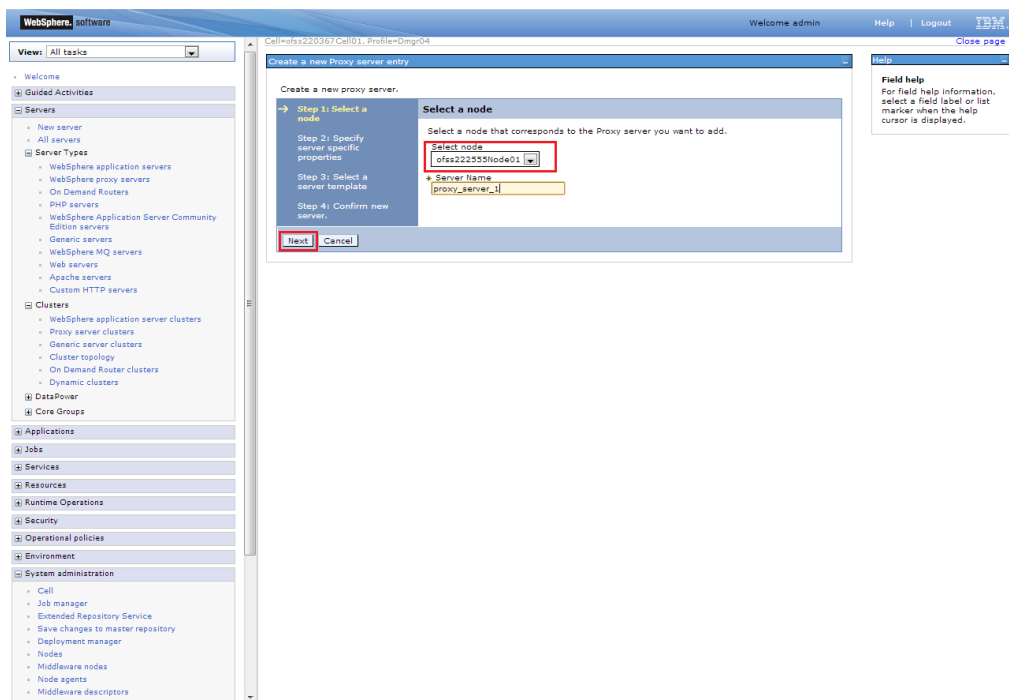 WebSphere. software
Welcome admin
Help | Logout
IBM.
View: All tasks
Cell=ofss220367Cell01, Profile=Dmgr04
Close page
Welcome
Guided Activities
Servers
New server
All servers
Server Types
WebSphere application servers
WebSphere proxy servers
On Demand Routers
PHP servers
WebSphere Application Server Community
Edition servers
Generic servers
WebSphere MQ servers
Web servers
Apache servers
Custom HTTP servers
Clusters
WebSphere application server clusters
Proxy server clusters
Generic server clusters
Cluster topology
On Demand Router clusters
Dynamic clusters
DataPower
Core Groups
Applications
Jobs
Services
Resources
Runtime Operations
Security
Operational policies
Environment
System administration
Cell
Job manager
Extended Repository Service
Save changes to master repository
Deployment manager
Nodes
Middleware nodes
Node agents
Middleware descriptors
Create a new Proxy server entry
Create a new proxy server.
Step 1: Select a
node
Step 2: Specify
server specific
properties
Step 3: Select a
server template
Step 4: Confirm new
server.
Select a node
Select a node that corresponds to the Proxy server you want to add.
Select node
ofss222555Node01
* Server Name
proxy_server_1
Next
Cancel
Help
Field help
For field help information,
select a field label or list
marker when the help
cursor is displayed.